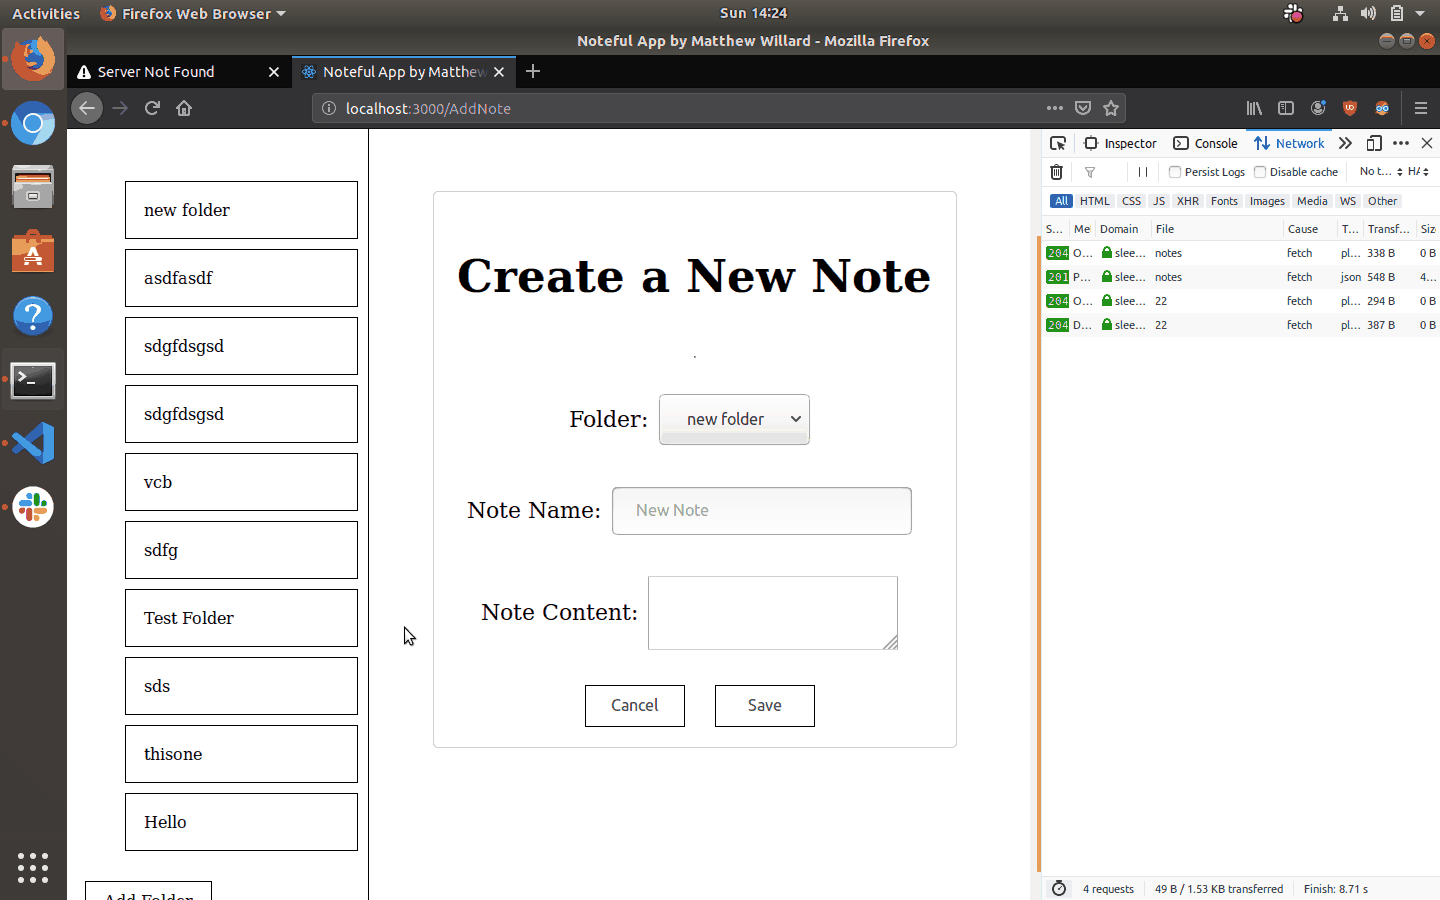 Activities Firefox Web Browser Sun 14:24
Noteful App by Matthew Willard - Mozilla Firefox
Server Not Found Noteful App by Matthew
localhost:3000/AddNote
Inspector Console Network
Persist Logs Disable cache No t... HA
All HTML CSS JS XHR Fonts Images Media WS Other
S... Me Domain File Cause T... Transf... Siz
204 O... slee... notes fetch pl... 338 B 0 B
201 P... slee... notes fetch json 548 B 4...
204 O... slee... 22 fetch pl... 294 B 0 B
204 D... slee... 22 fetch pl... 387 B 0 B
4 requests 49 B / 1.53 KB transferred Finish: 8.71 s
new folder
asdfasdf
sdgfdsgsd
sdgfdsgsd
vcb
sdfg
Test Folder
sds
thisone
Hello
Add Folder
Create a New Note
.
Folder: new folder
Note Name: New Note
Note Content:
Cancel Save